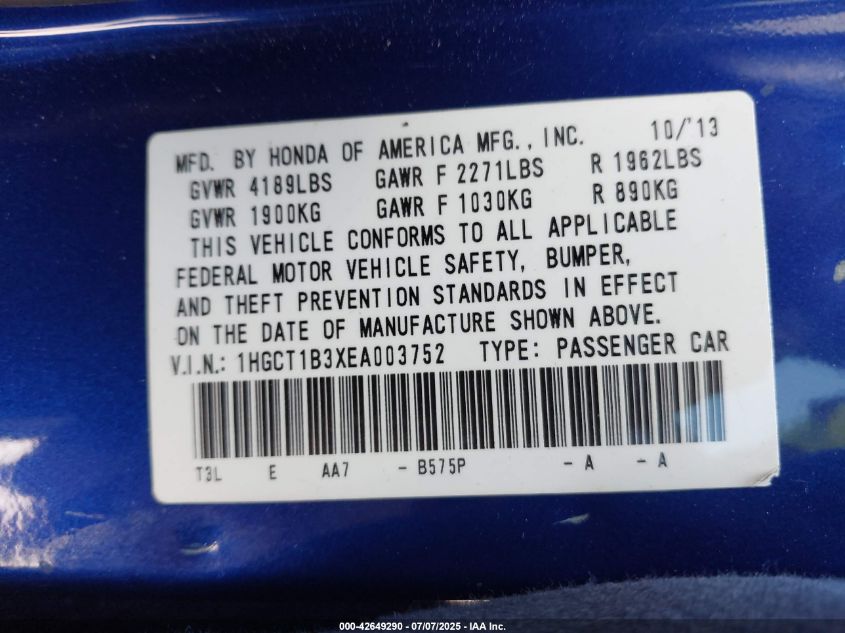 MFD. BY HONDA OF AMERICA MFG., INC. 10/'13
GVWR 4189LBS GAWR F 2271LBS R 1962LBS
GVWR 1900KG GAWR F 1030KG R 890KG
THIS VEHICLE CONFORMS TO ALL APPLICABLE
FEDERAL MOTOR VEHICLE SAFETY, BUMPER,
AND THEFT PREVENTION STANDARDS IN EFFECT
ON THE DATE OF MANUFACTURE SHOWN ABOVE.
V.I.N.: 1HGCT1B3XEA003752 TYPE: PASSENGER CAR
T3L E AA7 - B575P - A - A
000-42649290 - 07/07/2025 - IAA Inc.